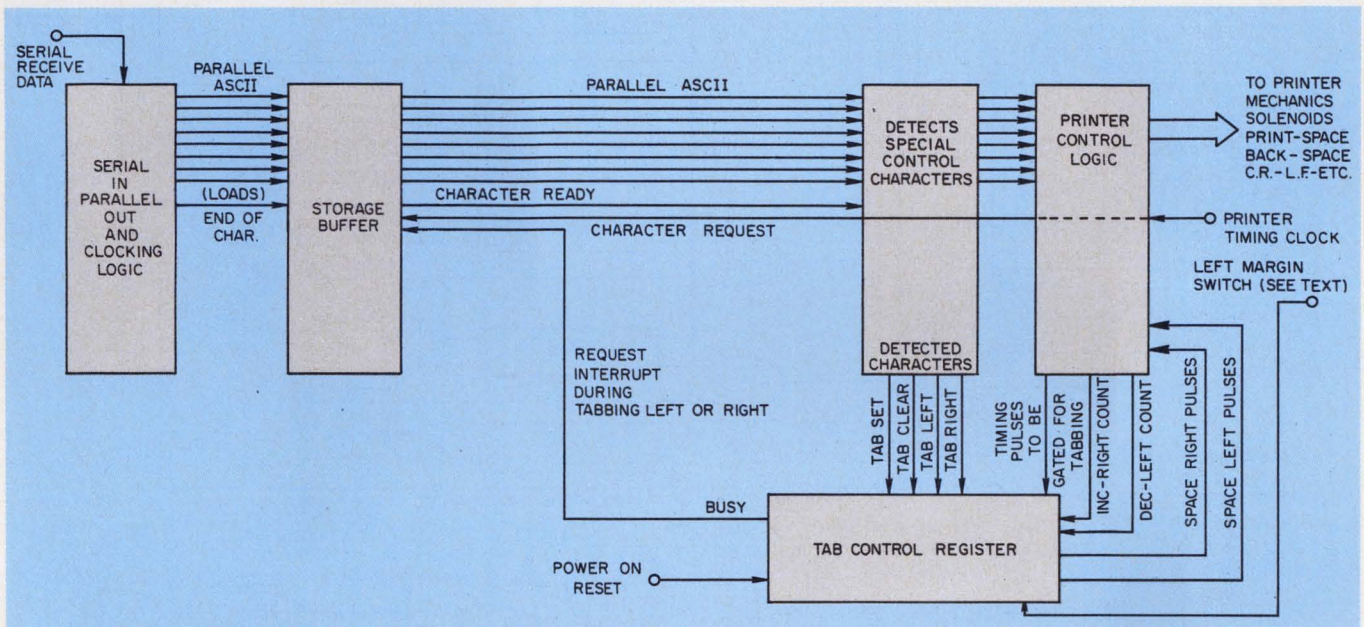 SERIAL
RECEIVE
DATA
PARALLEL
ASCII
PARALLEL ASCII
TO PRINTER
MECHANICS
SOLENOIDS
PRINT-SPACE
BACK-SPACE
C.R.-L.F.-ETC.
SERIAL
IN
PARALLEL
OUT
AND
CLOCKING
LOGIC
(LOADS)
END OF
CHAR.
STORAGE
BUFFER
CHARACTER READY
CHARACTER REQUEST
DETECTS
SPECIAL
CONTROL
CHARACTERS
PRINTER
CONTROL
LOGIC
PRINTER
TIMING CLOCK
LEFT MARGIN
SWITCH (SEE TEXT)
REQUEST
INTERRUPT
DURING
TABBING LEFT OR RIGHT
DETECTED
CHARACTERS
TAB SET
TAB CLEAR
TAB LEFT
TAB RIGHT
TIMING
PULSES
TO BE
GATED FOR
TABBING
INC-RIGHT COUNT
DEC-LEFT COUNT
SPACE RIGHT PULSES
SPACE LEFT PULSES
BUSY
TAB CONTROL REGISTER
POWER ON
RESET